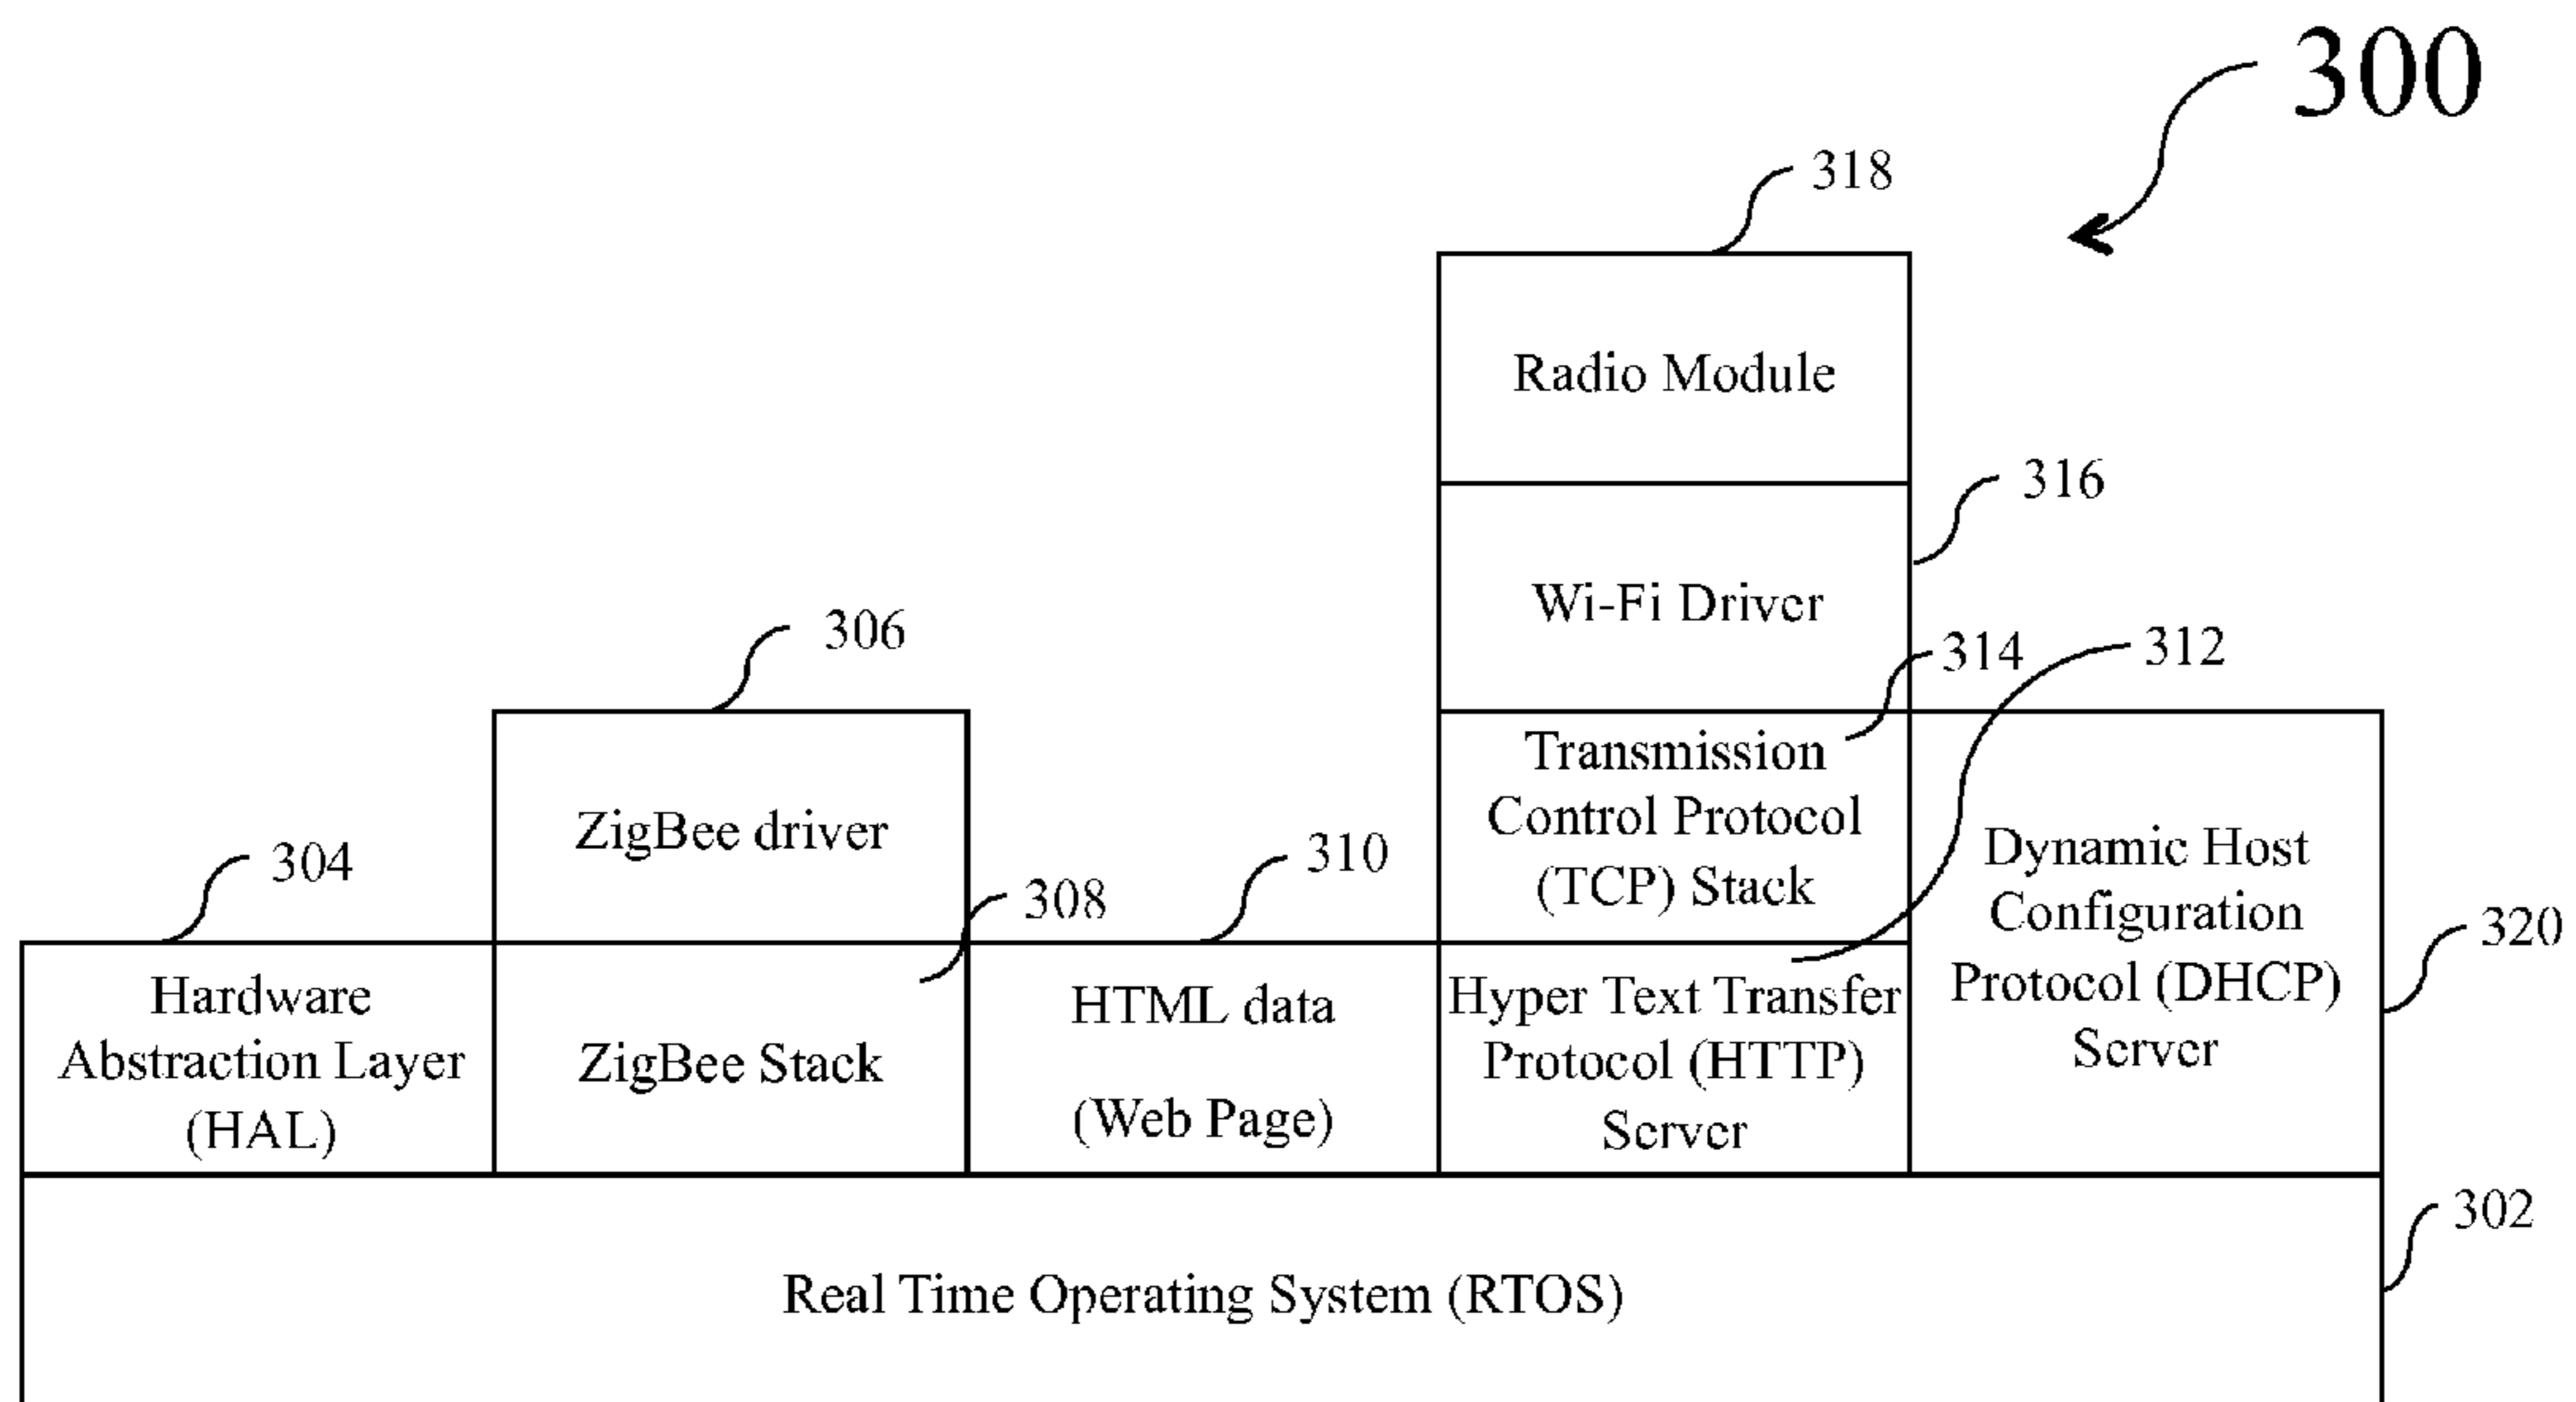 300
318
Radio Module
316
Wi-Fi Driver
306
314
312
ZigBee driver
Transmission
Control Protocol
(TCP) Stack
304
308
310
Dynamic Host
Configuration
Protocol (DHCP)
Server
320
Hardware
Abstraction Layer
(HAL)
ZigBee Stack
HTML data
(Web Page)
Hyper Text Transfer
Protocol (HTTP)
Server
302
Real Time Operating System (RTOS)